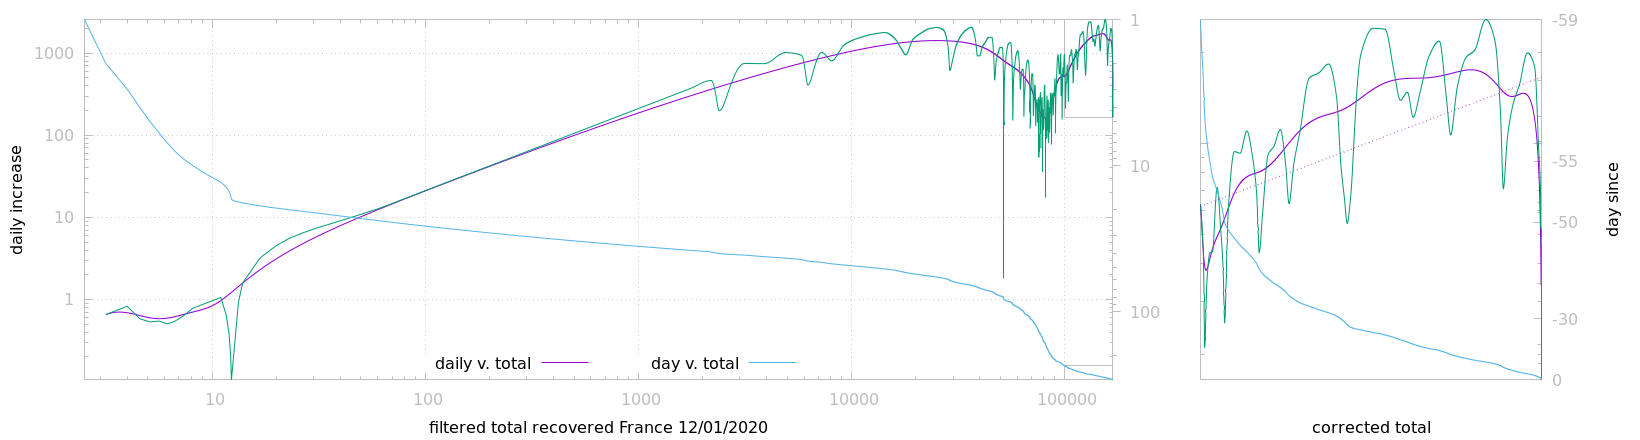 1000
100
10
1
daily increase
10
100
1000
10000
100000
filtered total recovered France 12/01/2020
daily v. total
day v. total
1
10
100
-59
-55
-50
-30
0
day since
corrected total